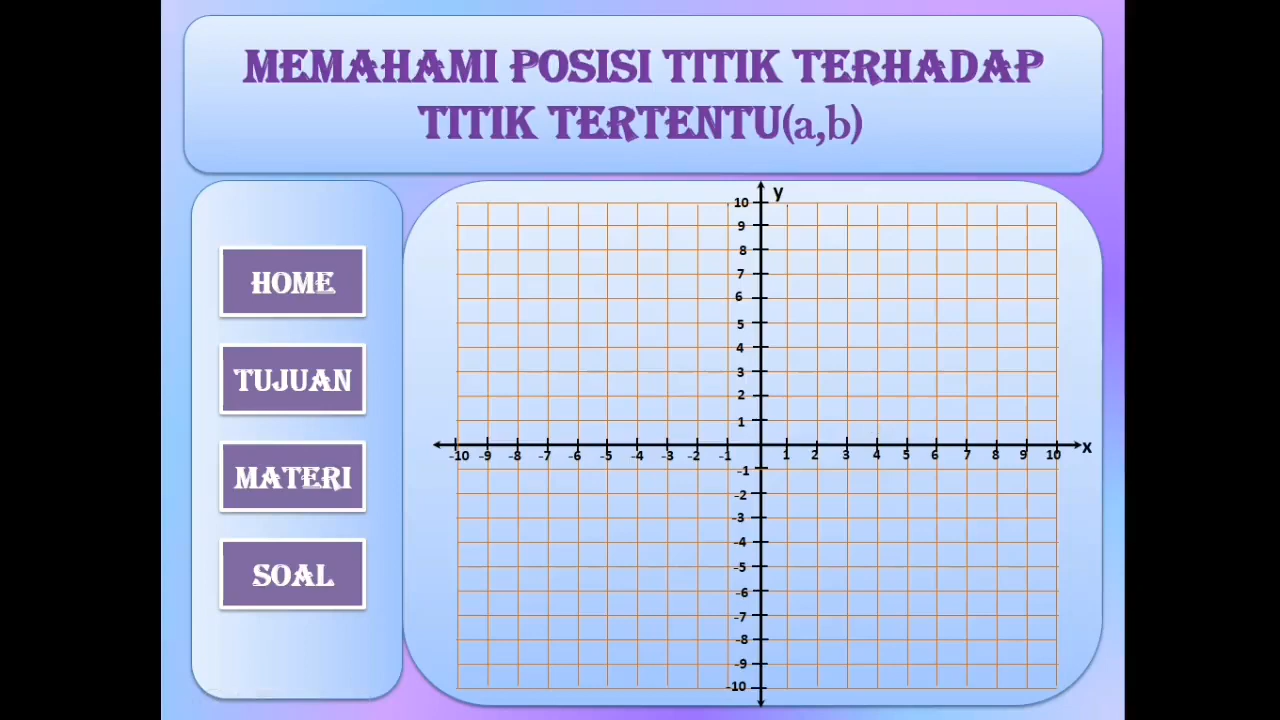 MEMAHAMI POSISI TITIK TERHADAP
TITIK TERTENTU(a,b)
HOME
TUJUAN
MATERI
SOAL
y
10
9
8
7
6
5
4
3
2
1
-10 -9 -8 -7 -6 -5 -4 -3 -2 -1 1 2 3 4 5 6 7 8 9 10 x
-1
-2
-3
-4
-5
-6
-7
-8
-9
-10